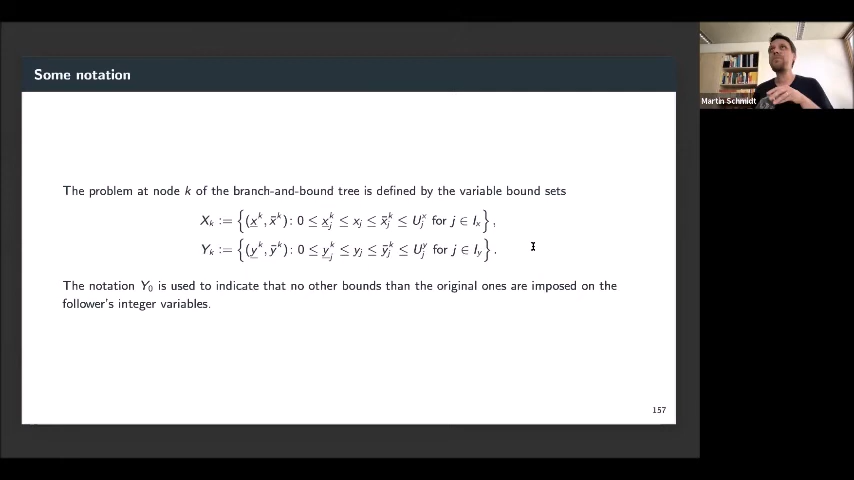 Some notation
Martin Schmidt
The problem at node k of the branch-and-bound tree is defined by the variable bound sets
X_k := {(x̲^k, x̄^k): 0 ≤ x̲_j^k ≤ x_j ≤ x̄_j^k ≤ U_j^x for j ∈ I_x},
Y_k := {(y̲^k, ȳ^k): 0 ≤ y̲_j^k ≤ y_j ≤ ȳ_j^k ≤ U_j^y for j ∈ I_y}.
The notation Y_0 is used to indicate that no other bounds than the original ones are imposed on the
follower's integer variables.
157